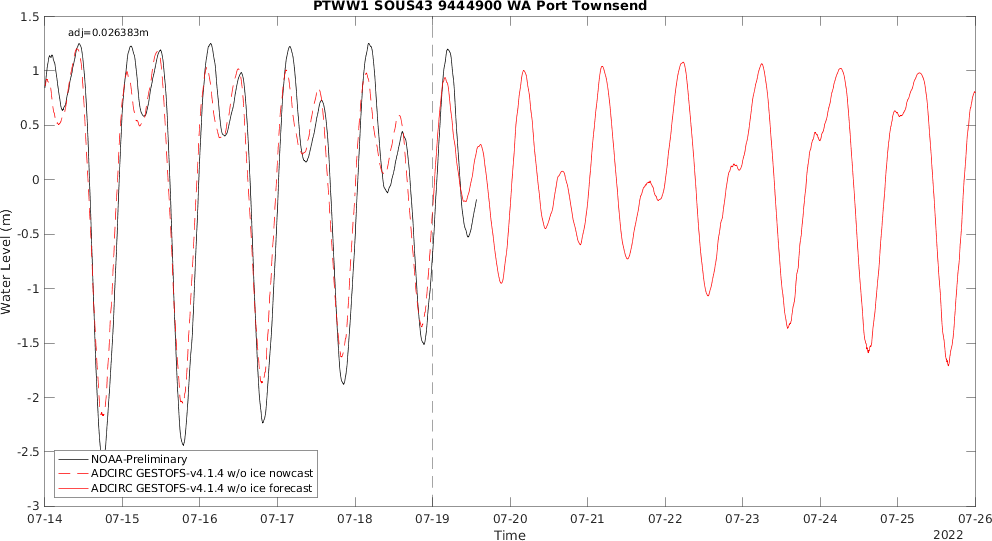 PTWW1 SOUS43 9444900 WA Port Townsend
adj=0.026383m
1.5
1
0.5
0
-0.5
-1
-1.5
-2
-2.5
-3
Water Level (m)
NOAA-Preliminary
ADCIRC GESTOFS-v4.1.4 w/o ice nowcast
ADCIRC GESTOFS-v4.1.4 w/o ice forecast
07-14 07-15 07-16 07-17 07-18 07-19 07-20 07-21 07-22 07-23 07-24 07-25 07-26
Time
2022